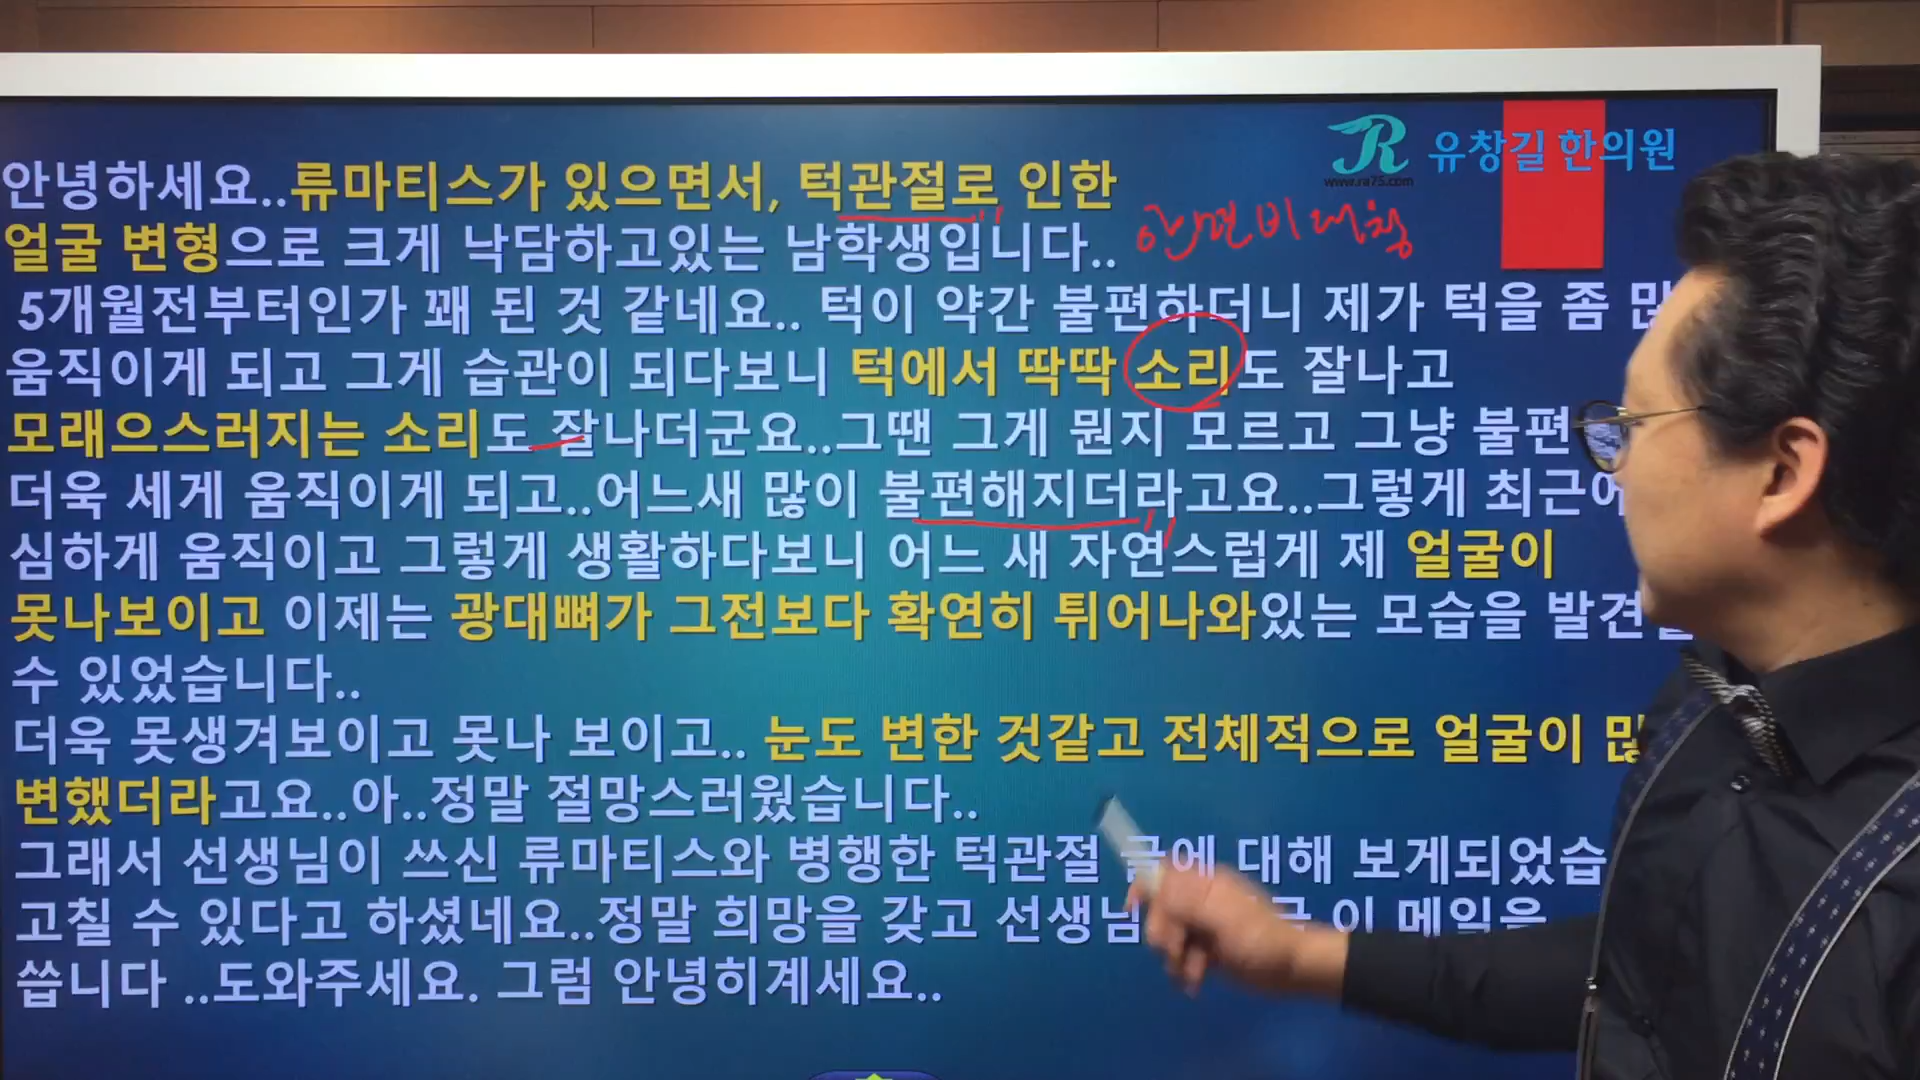 유창길 한의원
www.ra75.com
안녕하세요..류마티스가 있으면서, 턱관절로 인한
얼굴 변형으로 크게 낙담하고있는 남학생입니다..
안면비대칭
5개월전부터인가 꽤 된 것 같네요.. 턱이 약간 불편하더니 제가 턱을 좀
움직이게 되고 그게 습관이 되다보니 턱에서 딱딱 소리도 잘나고
모래으스러지는 소리도 잘나더군요..그땐 그게 뭔지 모르고 그냥 불편
더욱 세게 움직이게 되고..어느새 많이 불편해지더라고요..그렇게 최근에
심하게 움직이고 그렇게 생활하다보니 어느 새 자연스럽게 제 얼굴이
못나보이고 이제는 광대뼈가 그전보다 확연히 튀어나와있는 모습을 발견할
수 있었습니다..
더욱 못생겨보이고 못나 보이고.. 눈도 변한 것같고 전체적으로 얼굴이
변했더라고요..아..정말 절망스러웠습니다..
그래서 선생님이 쓰신 류마티스와 병행한 턱관절 글에 대해 보게되었습
고칠 수 있다고 하셨네요..정말 희망을 갖고 선생님 이 메일을
씁니다 ..도와주세요. 그럼 안녕히계세요..